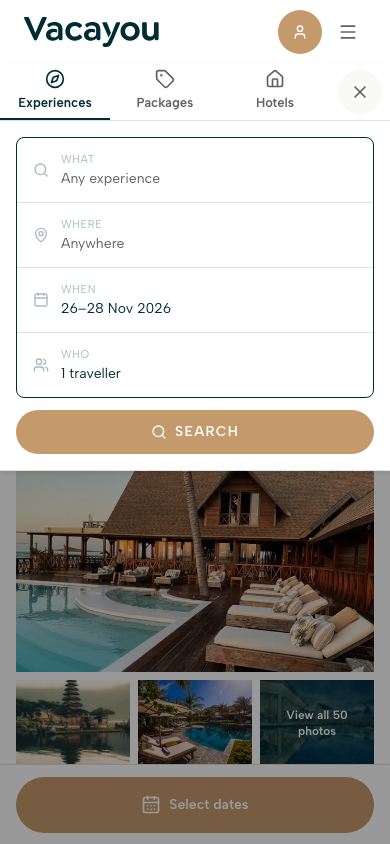 Vacayou
Experiences
Packages
Hotels
WHAT
Any experience
WHERE
Anywhere
WHEN
26–28 Nov 2026
WHO
1 traveller
SEARCH
View all 50
photos
Select dates